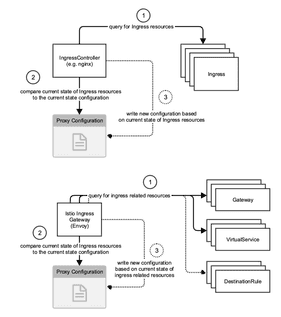 1
query for Ingress resources
IngressController
(e.g. nginx)
Ingress
2
compare current state of Ingress resources
to the current state configuration
3
write new configuration based
on current state of Ingress resources
Proxy Configuration
1
query for ingress related resources
Istio Ingress
Gateway
(Envoy)
Gateway
2
compare current state of Ingress resources
to the current state configuration
3
write new configuration
based on current state of
ingress related resources
VirtualService
Proxy Configuration
DestinationRule